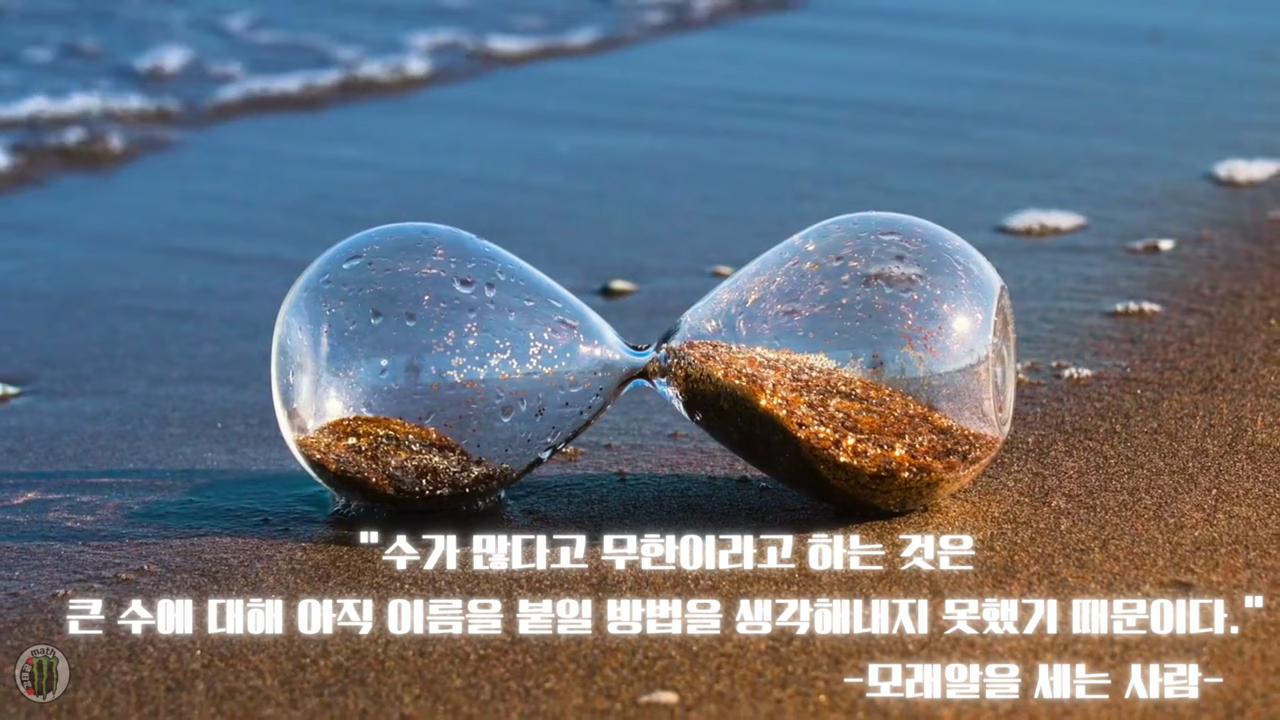 "수가 많다고 무한이라고 하는 것은
큰 수에 대해 아직 이름을 붙일 방법을 생각해내지 못했기 때문이다."
-모래알을 세는 사람-
math